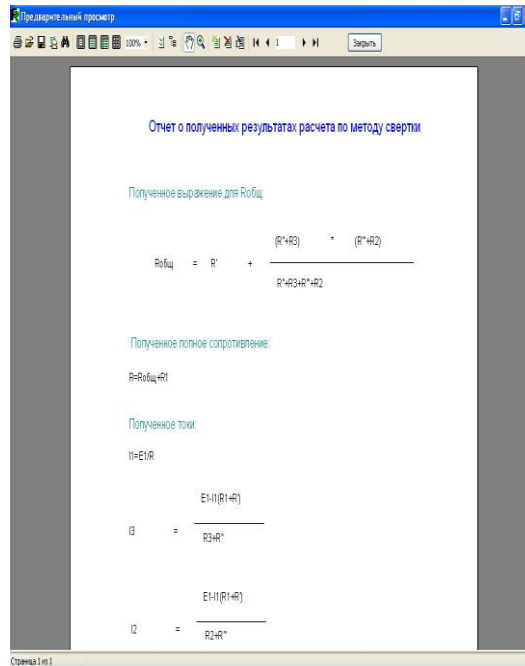 Предварительный просмотр
100%
1
Закрыть
Отчет о полученных результатах расчета по методу свертки
Полученное выражение для Rобщ:
(R''+R3) * (R'''+R2)
Rобщ = R' +
R''+R3+R'''+R2
Полученное полное сопротивление:
R=Rобщ+R1
Полученное токи:
I1=E1/R
E1-I1(R1+R')
I3 =
R3+R''
E1-I1(R1+R')
I2 =
R2+R'''
Страница 1 из 1